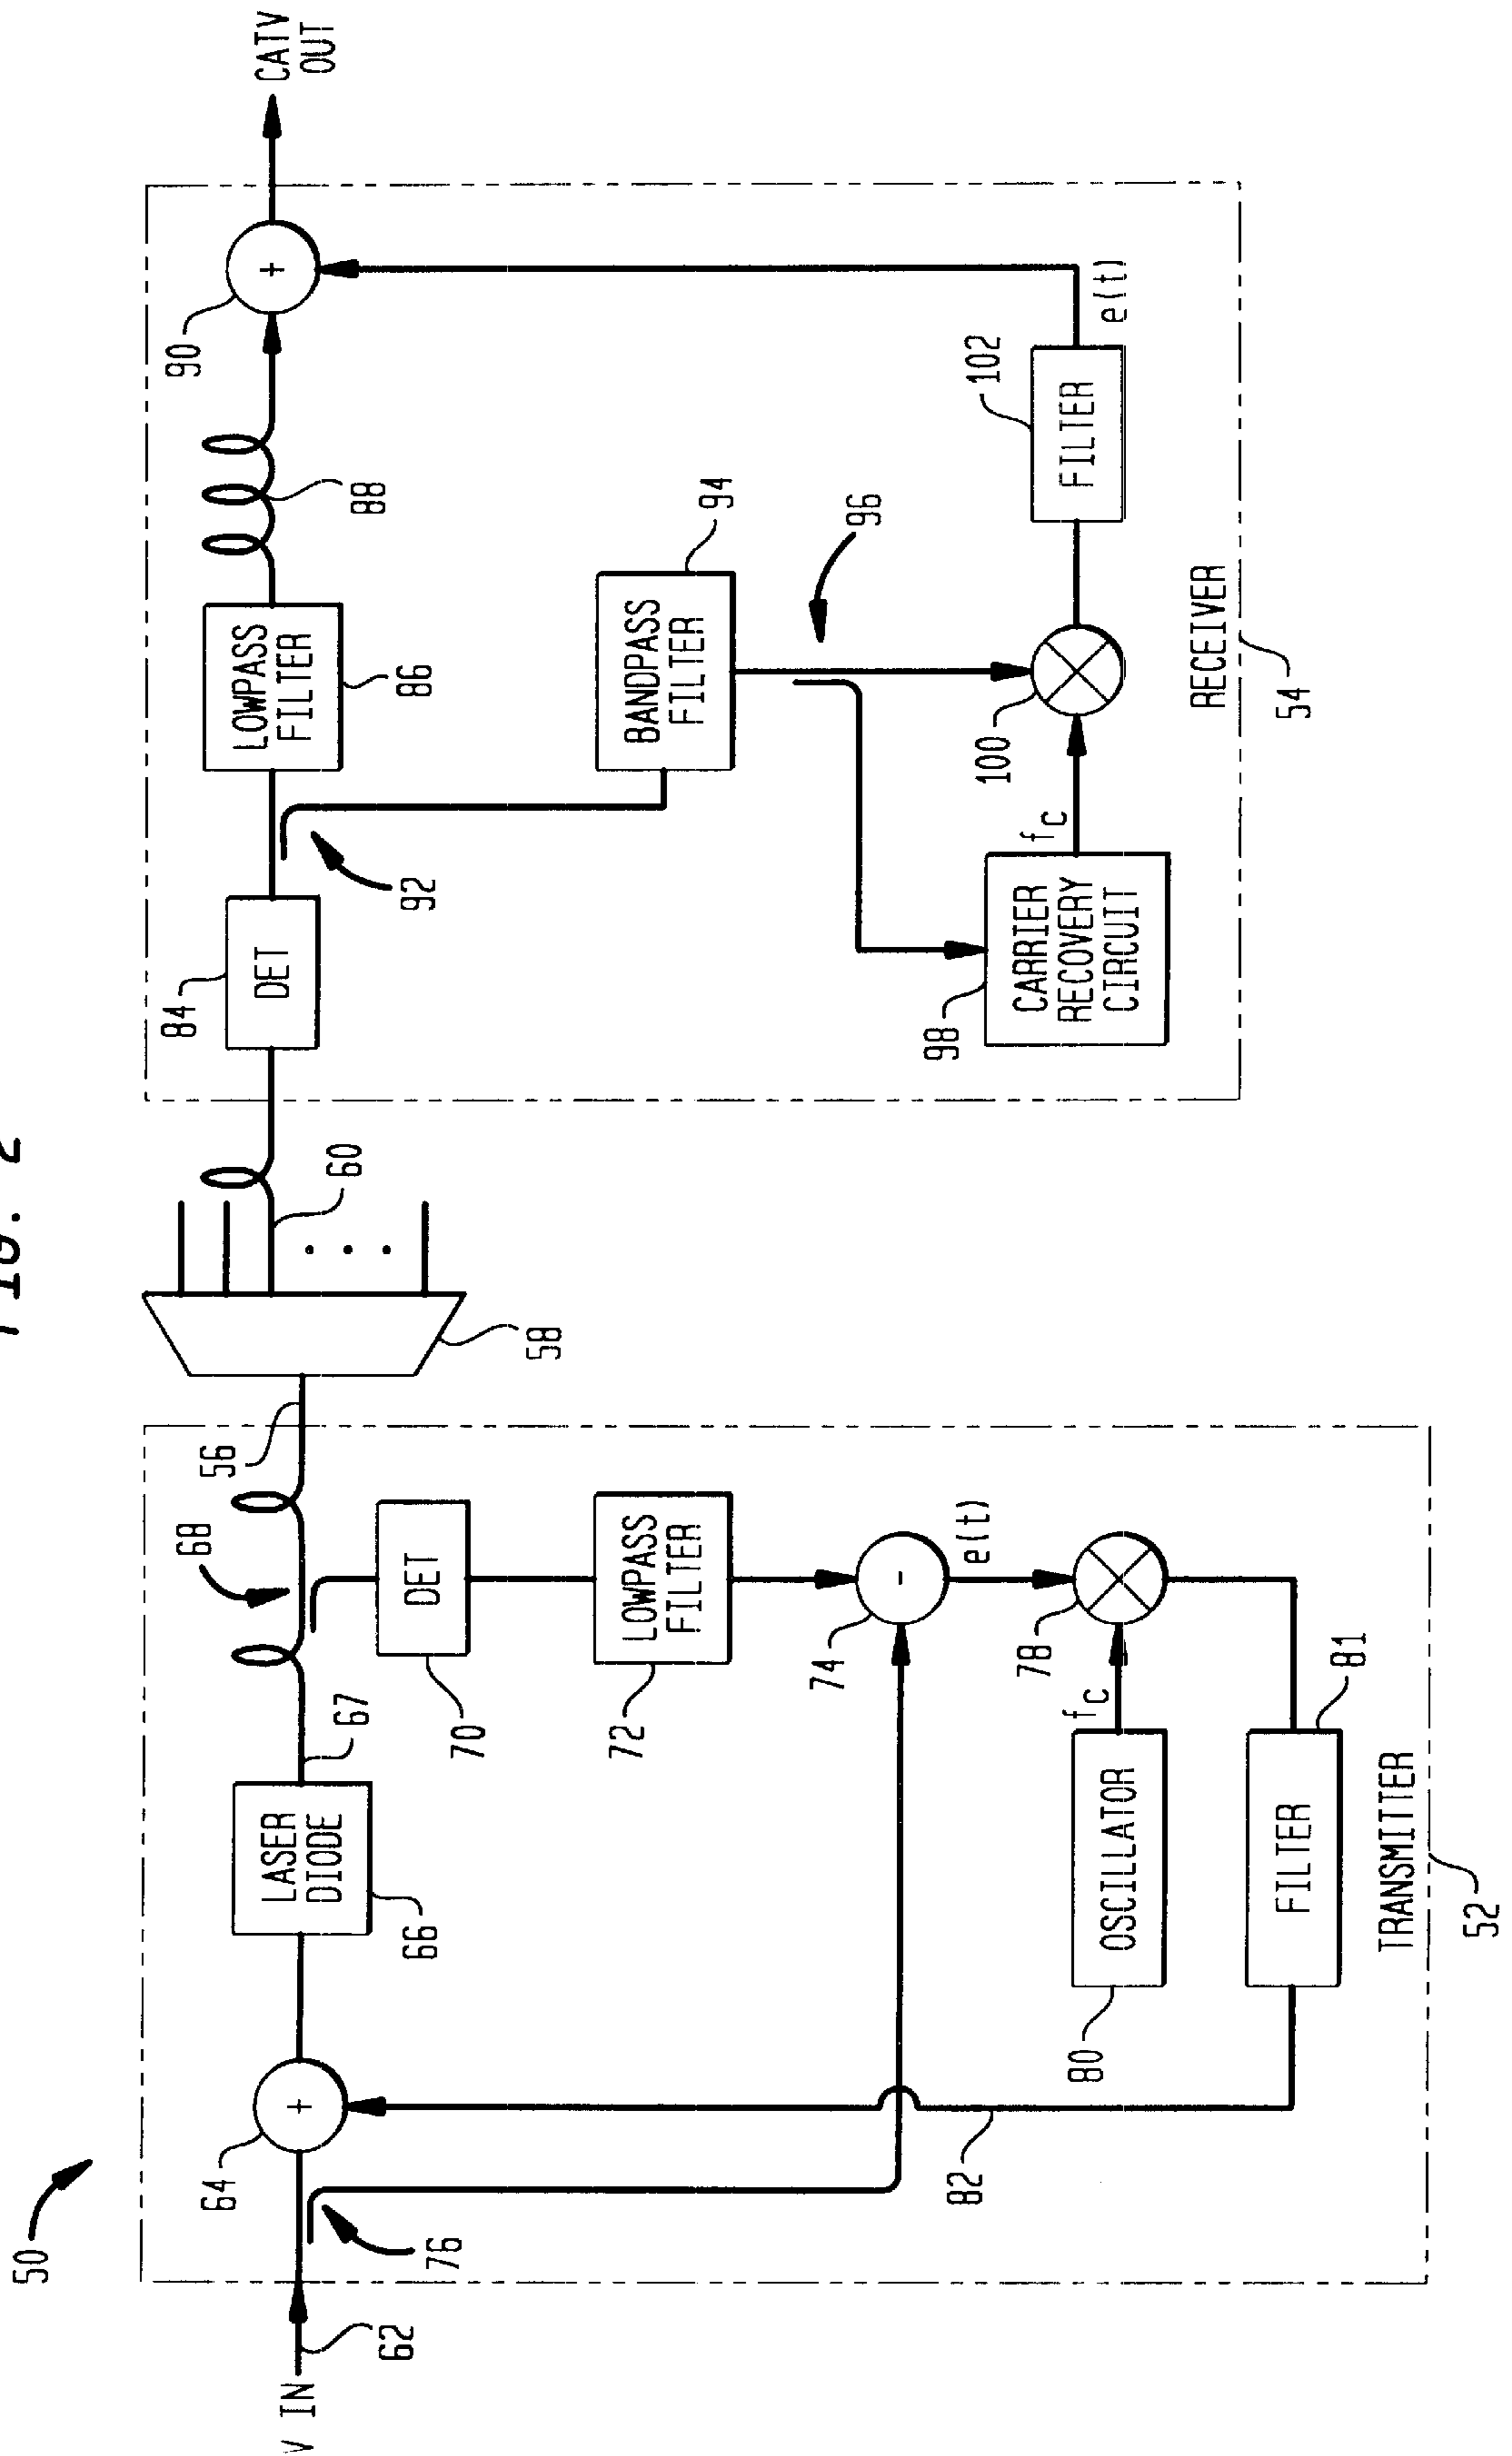 FIG. 2
50
V IN
62
76
64
LASER
DIODE
66
67
68
56
DET
70
LOWPASS
FILTER
72
74
e(t)
78
fC
OSCILLATOR
80
82
FILTER
81
TRANSMITTER
52
58
60
DET
84
92
LOWPASS
FILTER
86
88
90
+
+
-
CATV
OUT
BANDPASS
FILTER
94
96
CARRIER
RECOVERY
CIRCUIT
98
fC
100
FILTER
102
e(t)
RECEIVER
54